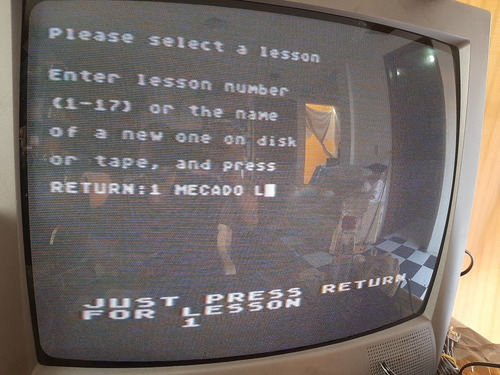 Please select a lesson
Enter lesson number
(1-17) or the name
of a new one on disk
or tape, and press
RETURN:1 MECADO L
JUST PRESS RETURN
FOR LESSON
1